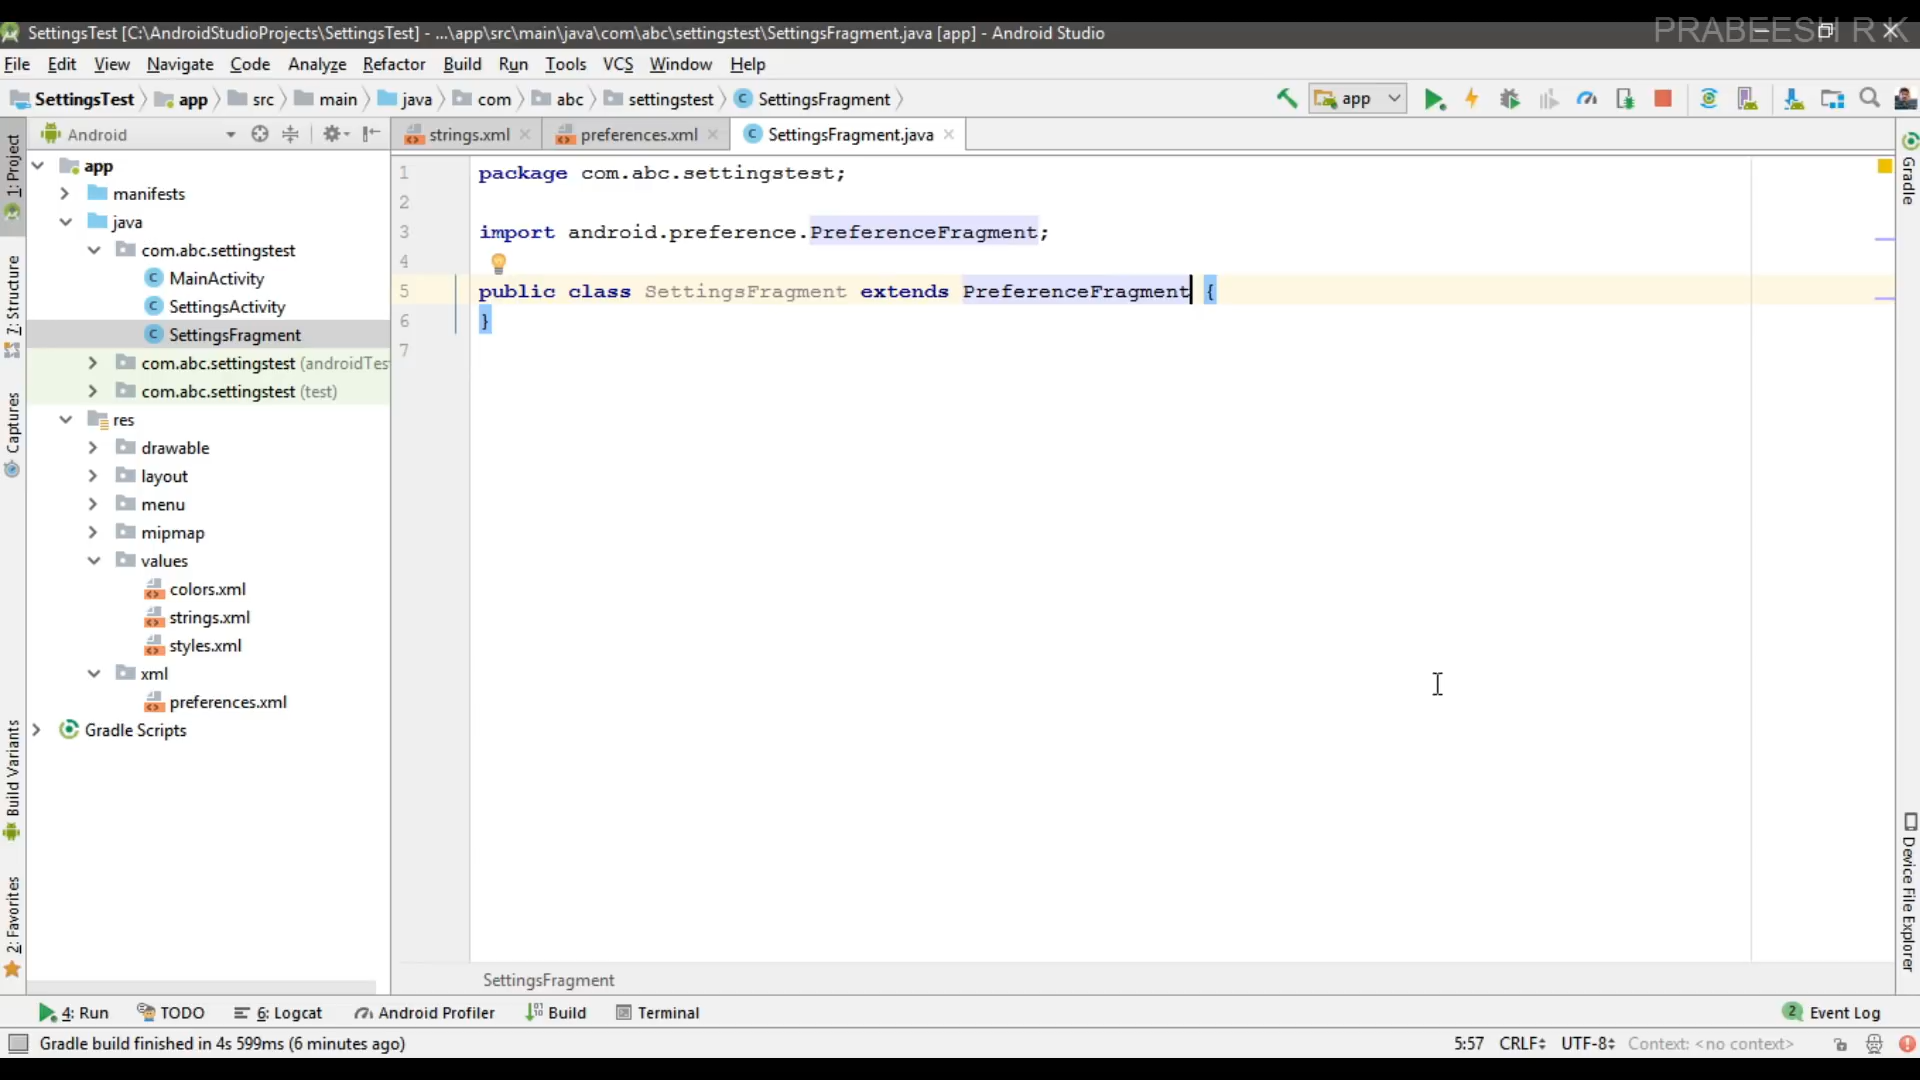 PRABEESH R K
SettingsTest [C:\AndroidStudioProjects\SettingsTest] - ...\app\src\main\java\com\abc\settingstest\SettingsFragment.java [app] - Android Studio
File Edit View Navigate Code Analyze Refactor Build Run Tools VCS Window Help
SettingsTest app src main java com abc settingstest SettingsFragment app
Android strings.xml preferences.xml SettingsFragment.java
1: Project
7: Structure
Captures
Build Variants
2: Favorites
app
manifests
java
com.abc.settingstest
MainActivity
SettingsActivity
SettingsFragment
com.abc.settingstest (androidTes
com.abc.settingstest (test)
res
drawable
layout
menu
mipmap
values
colors.xml
strings.xml
styles.xml
xml
preferences.xml
Gradle Scripts
1 package com.abc.settingstest;
2
3 import android.preference.PreferenceFragment;
4
5 public class SettingsFragment extends PreferenceFragment {
6 }
7
SettingsFragment
Gradle
Device File Explorer
4: Run TODO 6: Logcat Android Profiler Build Terminal 2 Event Log
Gradle build finished in 4s 599ms (6 minutes ago) 5:57 CRLF UTF-8 Context: <no context>